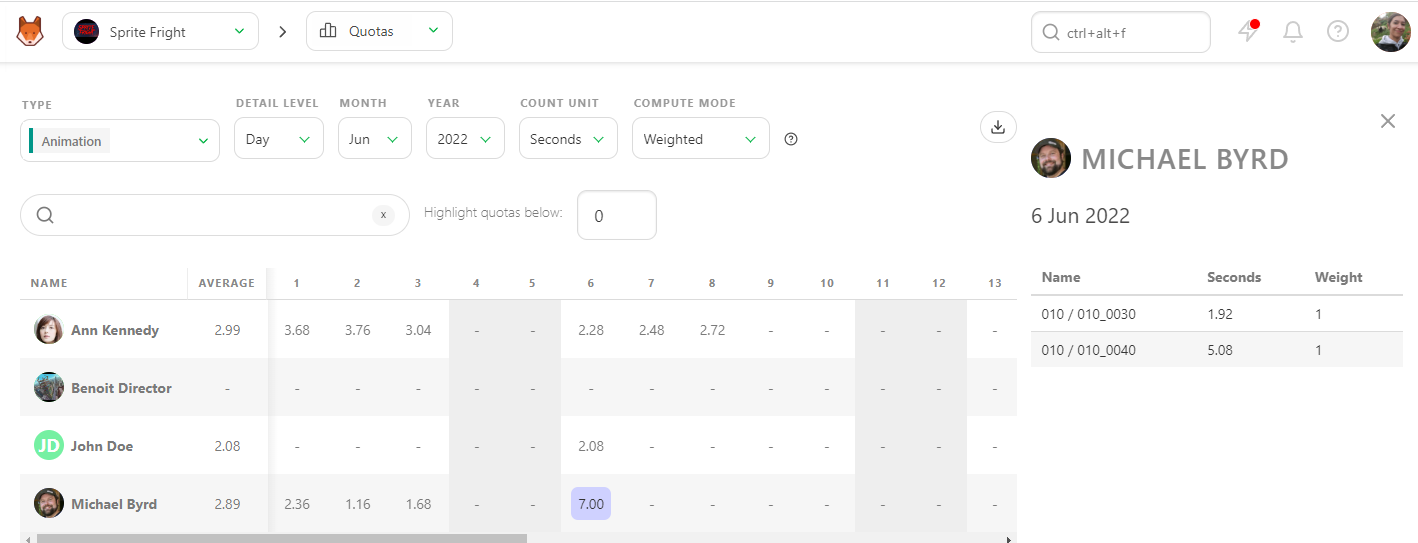 Sprite Fright Quotas ctrl+alt+f
TYPE DETAIL LEVEL MONTH YEAR COUNT UNIT COMPUTE MODE
Animation Day Jun 2022 Seconds Weighted
x Highlight quotas below: 0
NAME AVERAGE 1 2 3 4 5 6 7 8 9 10 11 12 13
Ann Kennedy 2.99 3.68 3.76 3.04 - - 2.28 2.48 2.72 - - - - -
Benoit Director - - - - - - - - - - - - - -
JD John Doe 2.08 - - - - - 2.08 - - - - - - -
Michael Byrd 2.89 2.36 1.16 1.68 - - 7.00 - - - - - - -
MICHAEL BYRD
6 Jun 2022
Name Seconds Weight
010 / 010_0030 1.92 1
010 / 010_0040 5.08 1